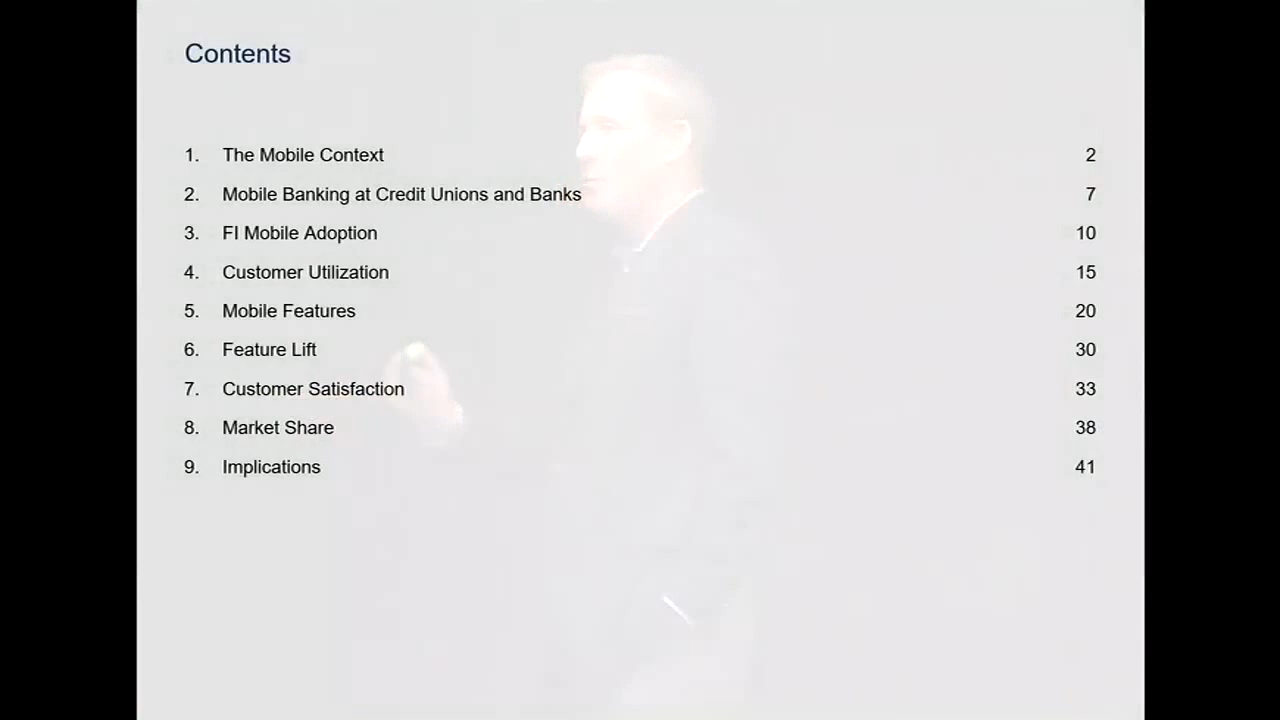 Contents
1. The Mobile Context 2
2. Mobile Banking at Credit Unions and Banks 7
3. FI Mobile Adoption 10
4. Customer Utilization 15
5. Mobile Features 20
6. Feature Lift 30
7. Customer Satisfaction 33
8. Market Share 38
9. Implications 41